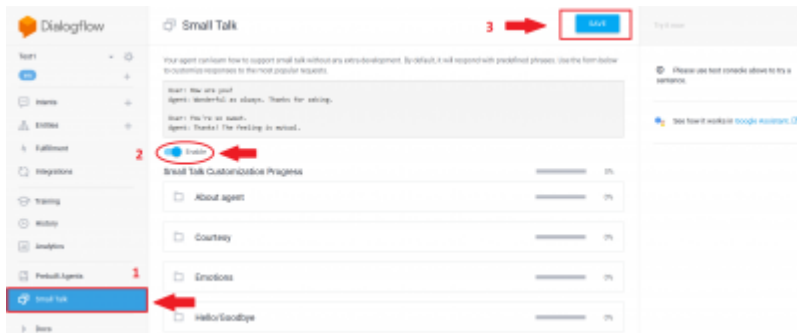 Dialogflow
Small Talk
3
SAVE
Try it now
Test1
en
Your agent can learn how to support small talk without any extra development. By default, it will respond with predefined phrases. Use the form below
to customize responses to the most popular requests.
Please use test console above to try a
sentence.
User: How are you?
Agent: Wonderful as always. Thanks for asking.
User: You're so sweet.
Agent: Thanks! The feeling is mutual.
See how it works in Google Assistant.
Intents
Entities
Fulfillment
Integrations
2
Enable
Small Talk Customization Progress
0%
Training
About agent
0%
History
Analytics
Courtesy
0%
Prebuilt Agents
1
Emotions
0%
Small Talk
Hello/Goodbye
0%
Docs